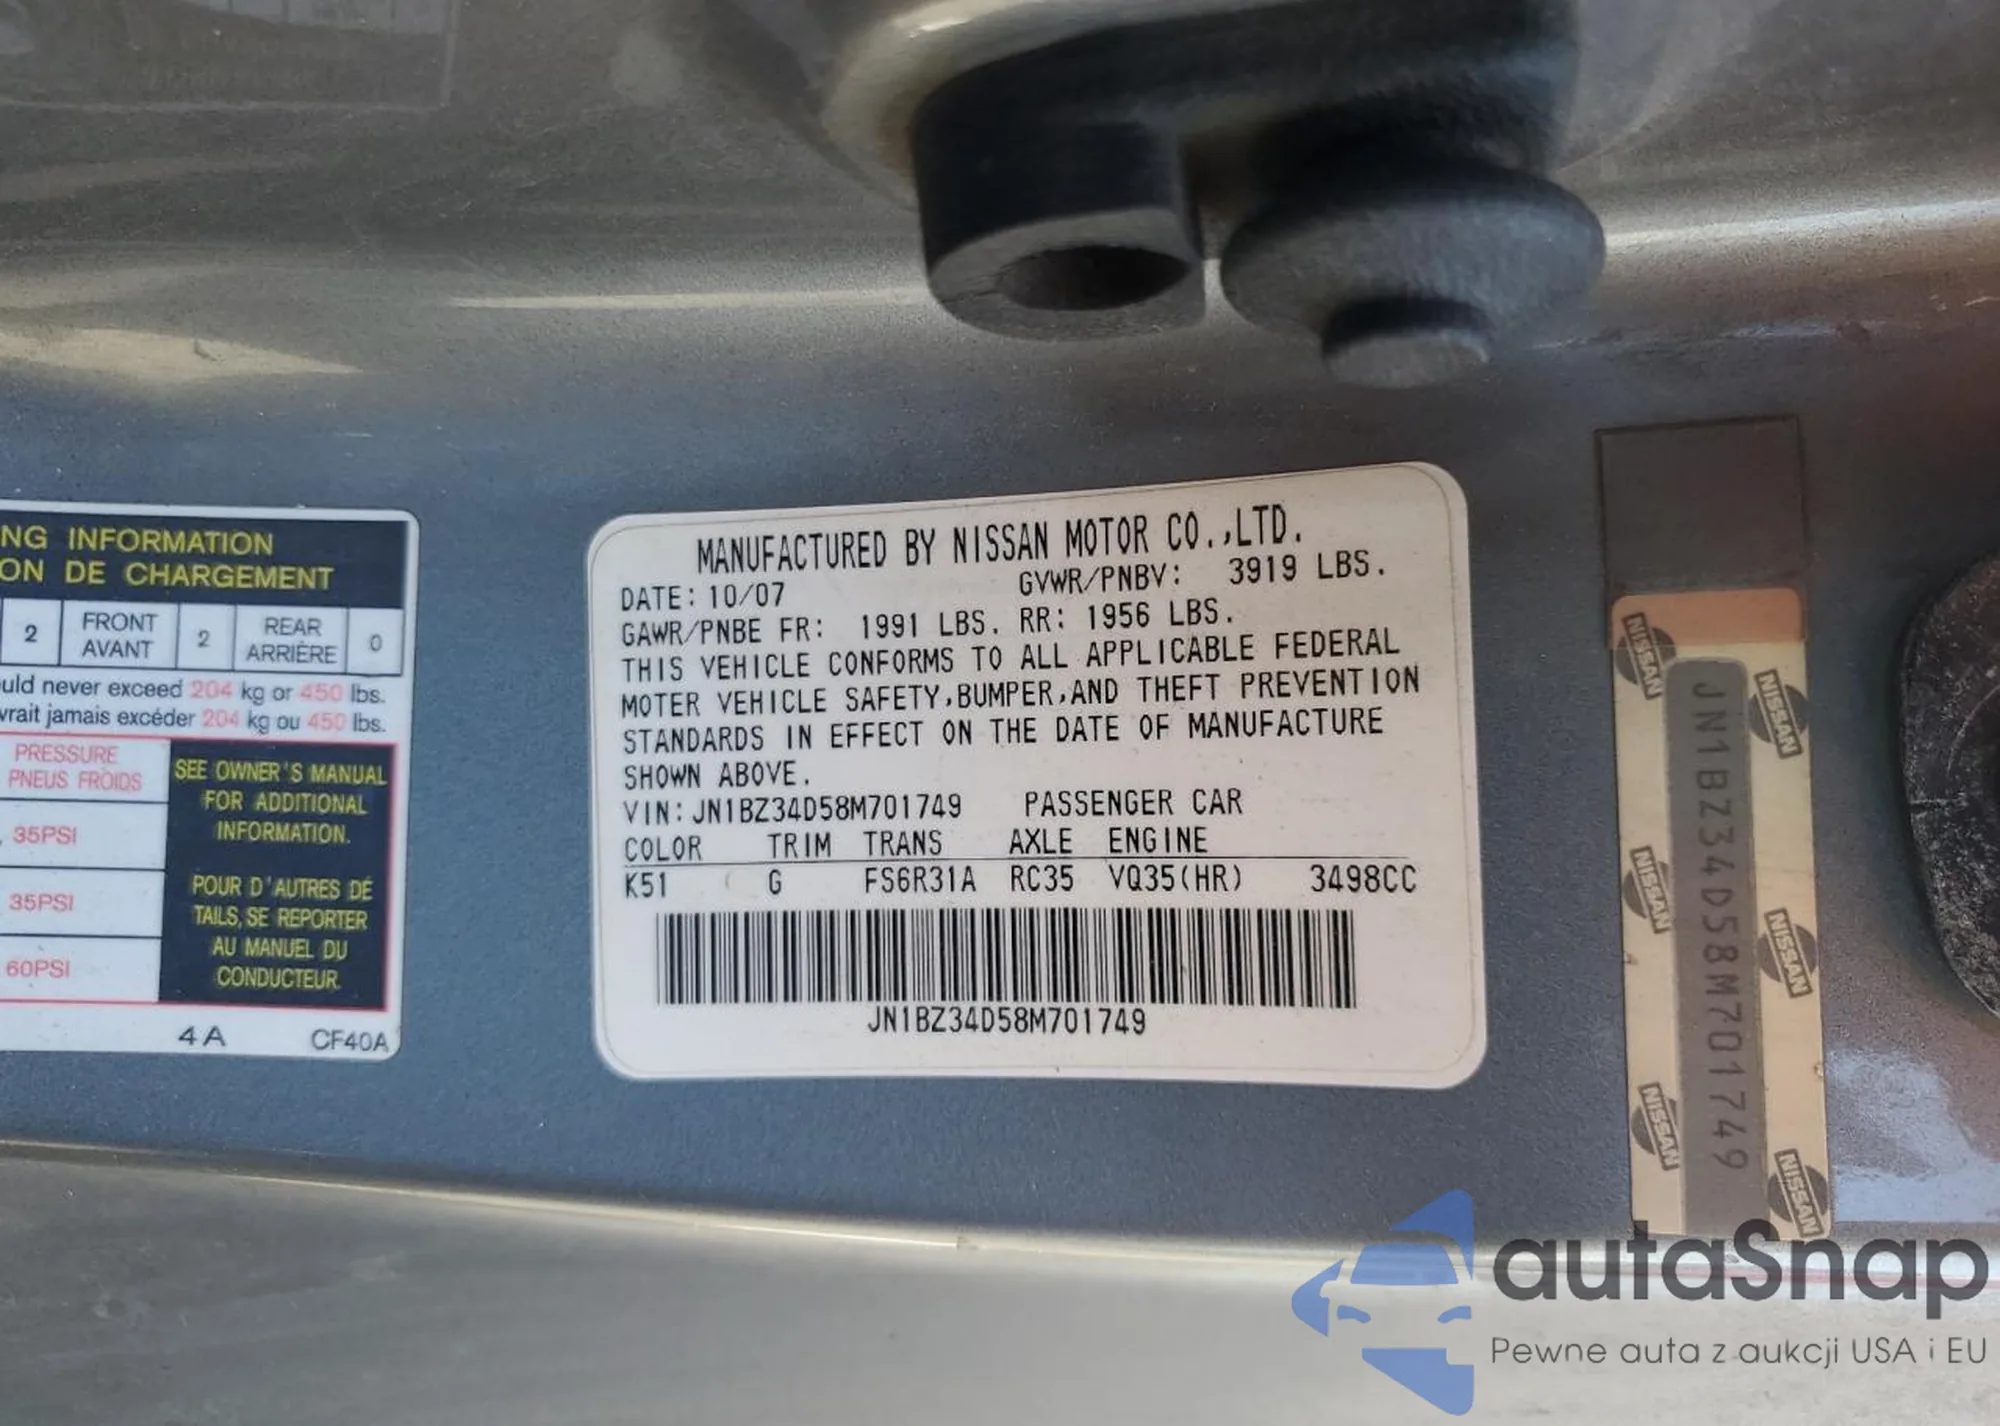 NG INFORMATION
ON DE CHARGEMENT
2 FRONT AVANT 2 REAR ARRIÈRE 0
uld never exceed 204 kg or 450 lbs.
vrait jamais excéder 204 kg ou 450 lbs.
PRESSURE
PNEUS FROIDS
35PSI
35PSI
60PSI
SEE OWNER'S MANUAL
FOR ADDITIONAL
INFORMATION.
POUR D'AUTRES DÉ
TAILS, SE REPORTER
AU MANUEL DU
CONDUCTEUR.
4A CF40A
MANUFACTURED BY NISSAN MOTOR CO.,LTD.
DATE: 10/07 GVWR/PNBV: 3919 LBS.
GAWR/PNBE FR: 1991 LBS. RR: 1956 LBS.
THIS VEHICLE CONFORMS TO ALL APPLICABLE FEDERAL
MOTER VEHICLE SAFETY,BUMPER,AND THEFT PREVENTION
STANDARDS IN EFFECT ON THE DATE OF MANUFACTURE
SHOWN ABOVE.
VIN: JN1BZ34D58M701749 PASSENGER CAR
COLOR TRIM TRANS AXLE ENGINE
K51 G FS6R31A RC35 VQ35(HR) 3498CC
JN1BZ34D58M701749
NISSAN
NISSAN
JN1BZ34D58M701749
NISSAN
NISSAN
NISSAN
NISSAN
autaSnap
Pewne auta z aukcji USA i EU